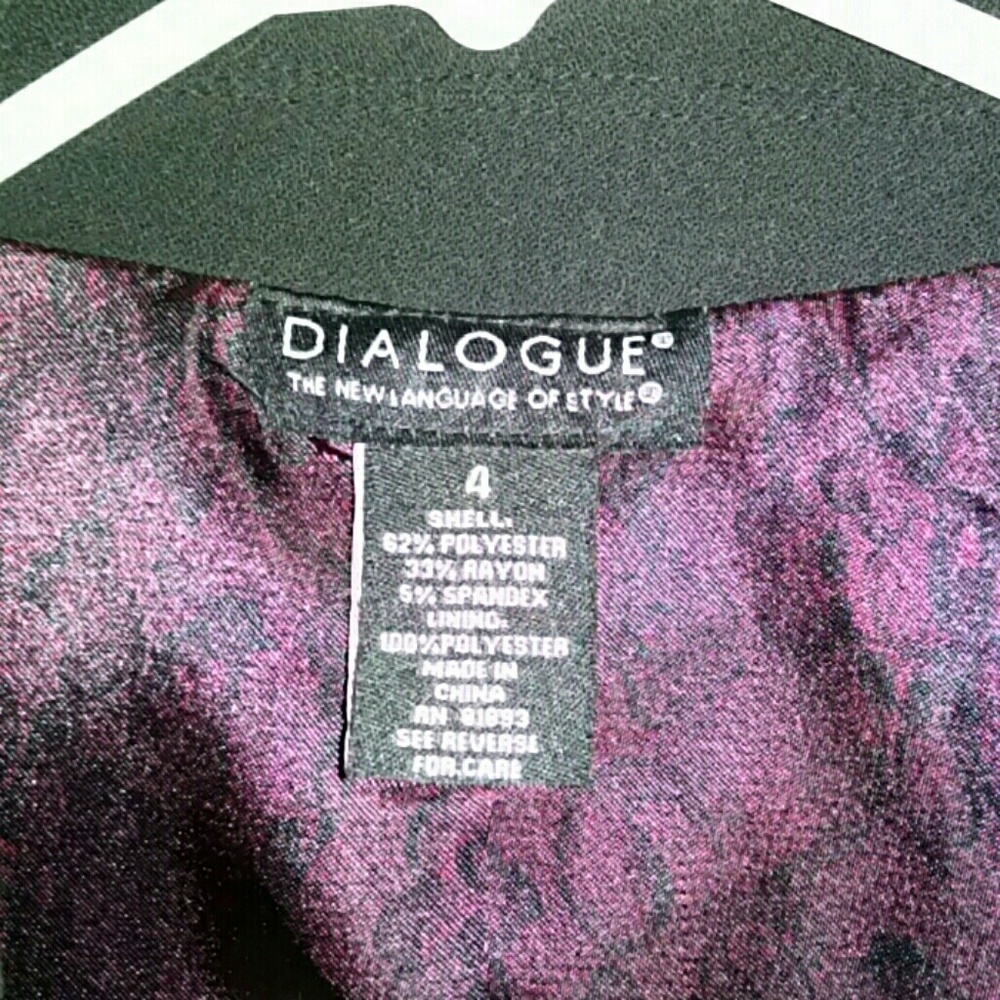 DIALOGUE®
THE NEW LANGUAGE OF STYLE®
4
SHELL:
62% POLYESTER
33% RAYON
5% SPANDEX
LINING:
100% POLYESTER
MADE IN
CHINA
RN
SEE REVERSE
FOR CARE